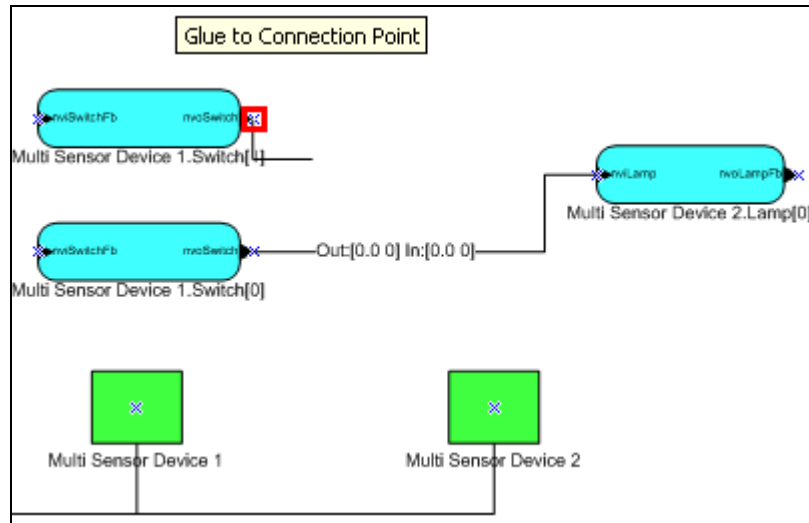 Glue to Connection Point
nviSwitchFb nvoSwitch
Multi Sensor Device 1.Switch[1]
nviLamp nvoLampFb
Multi Sensor Device 2.Lamp[0]
nviSwitchFb nvoSwitch
Out:[0.0 0] In:[0.0 0]
Multi Sensor Device 1.Switch[0]
Multi Sensor Device 1
Multi Sensor Device 2